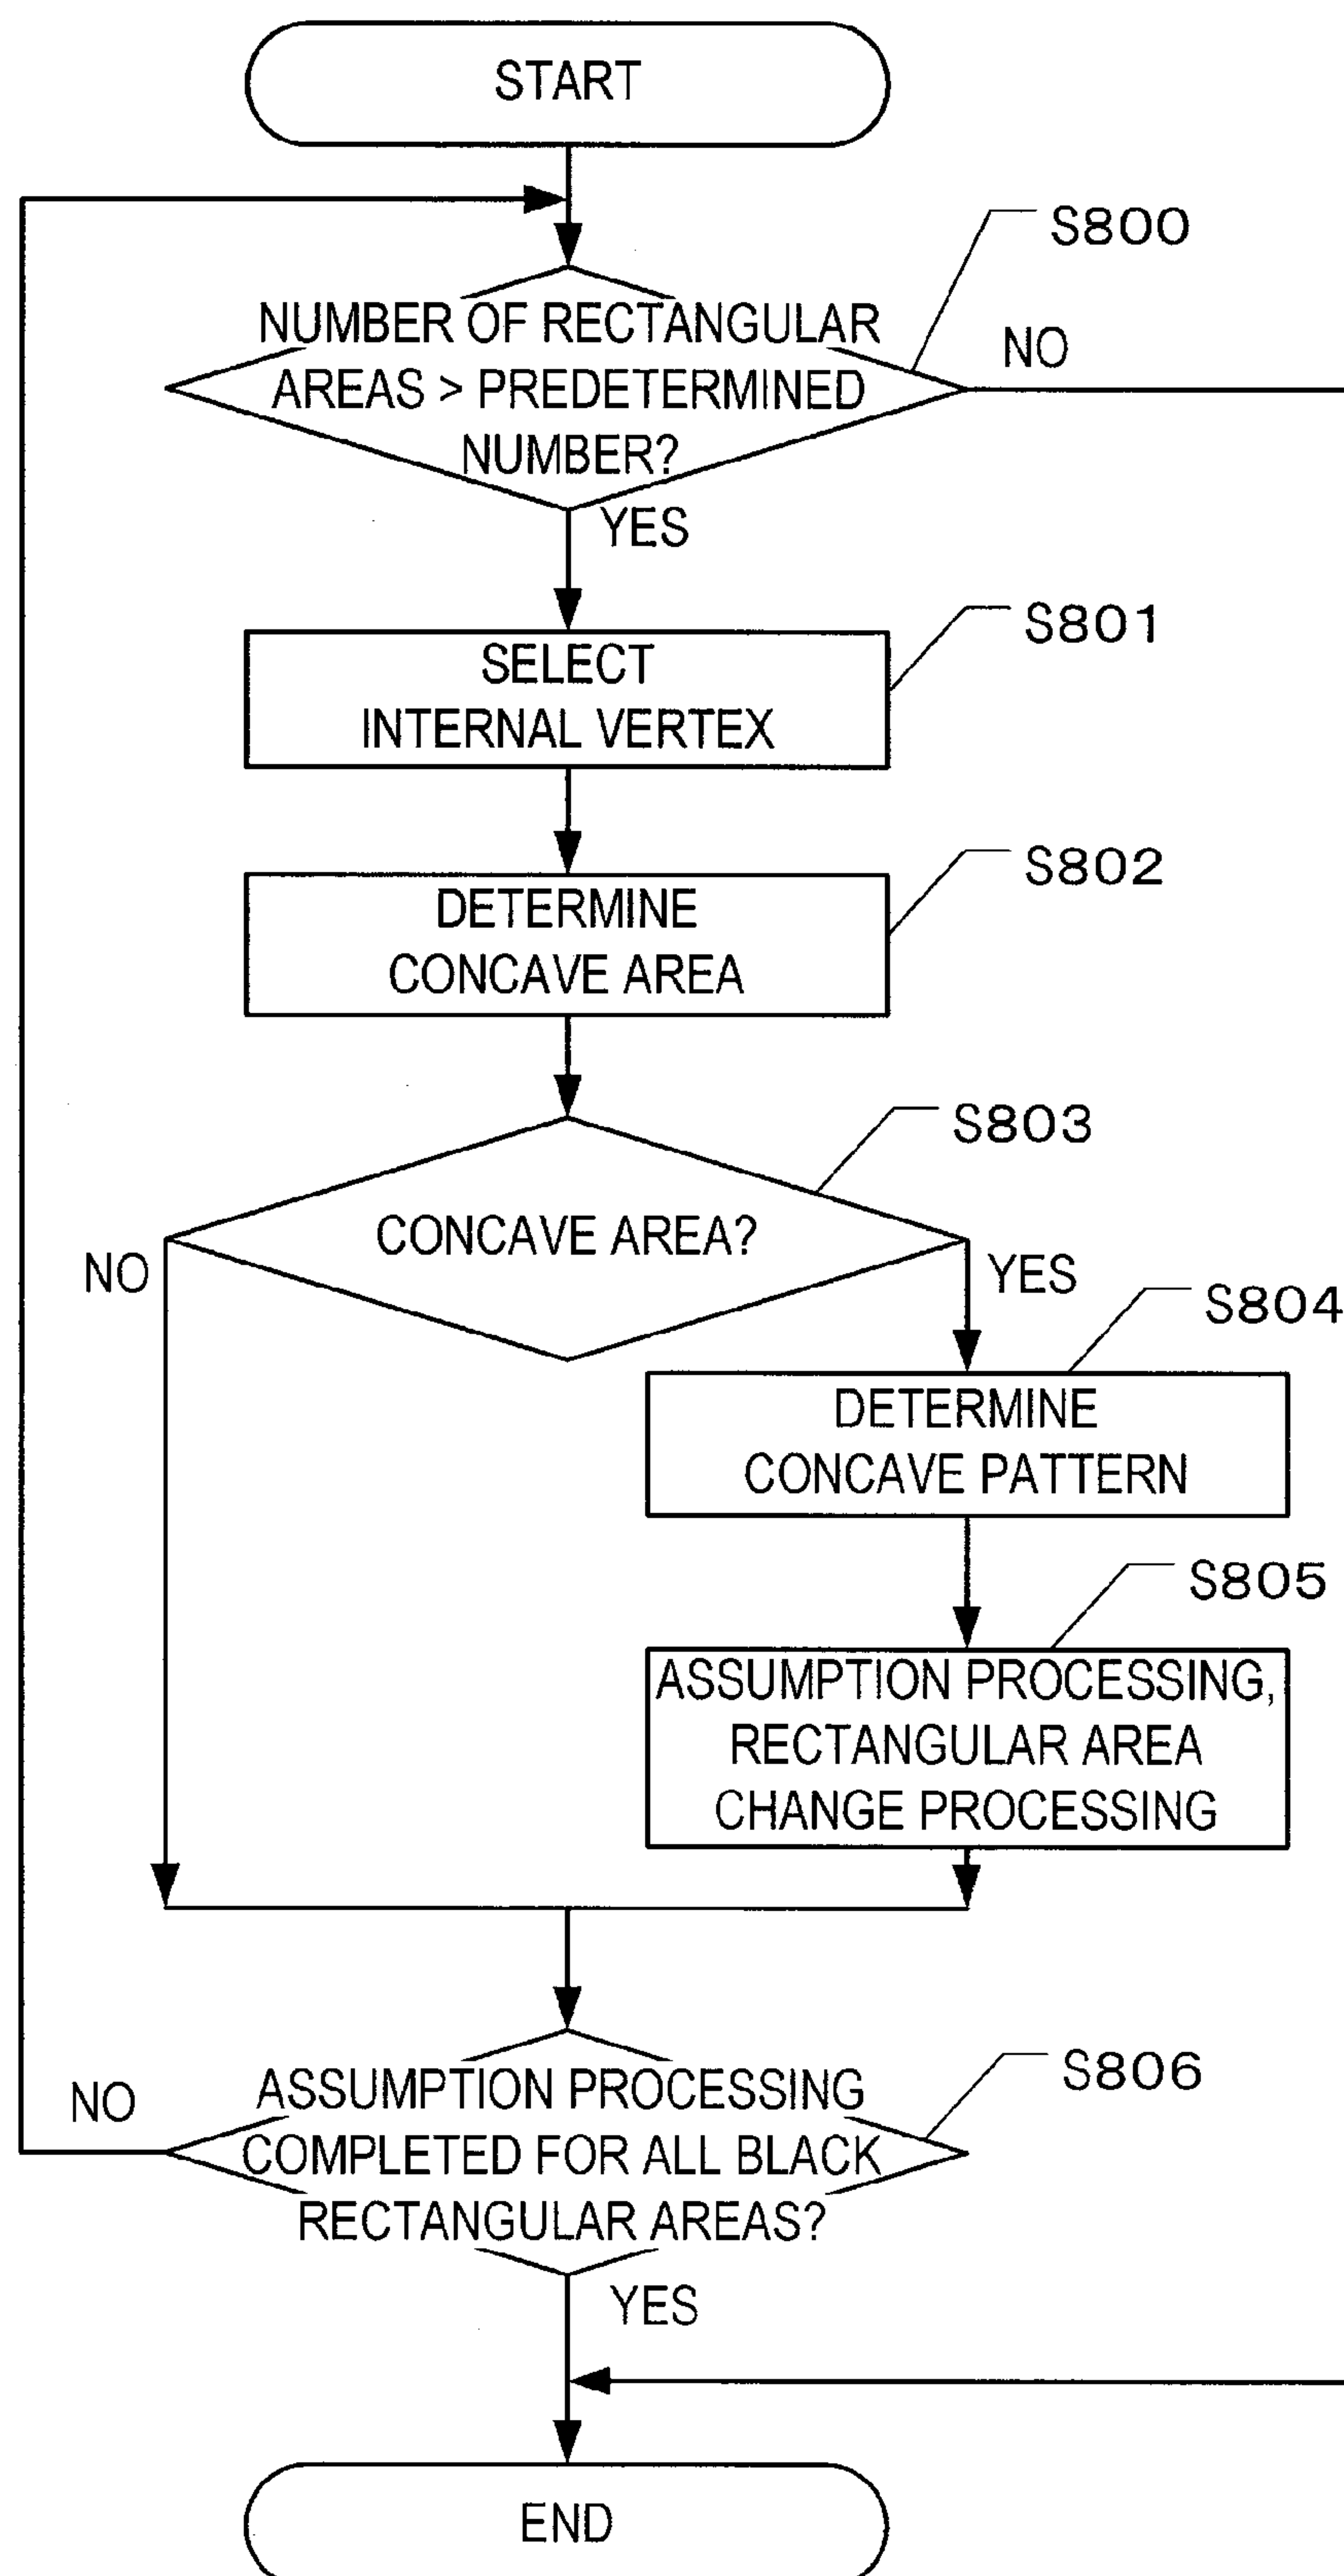 START
S800
NUMBER OF RECTANGULAR
AREAS > PREDETERMINED
NUMBER?
NO
YES
S801
SELECT
INTERNAL VERTEX
S802
DETERMINE
CONCAVE AREA
S803
CONCAVE AREA?
NO
YES
S804
DETERMINE
CONCAVE PATTERN
S805
ASSUMPTION PROCESSING,
RECTANGULAR AREA
CHANGE PROCESSING
S806
ASSUMPTION PROCESSING
COMPLETED FOR ALL BLACK
RECTANGULAR AREAS?
NO
YES
END